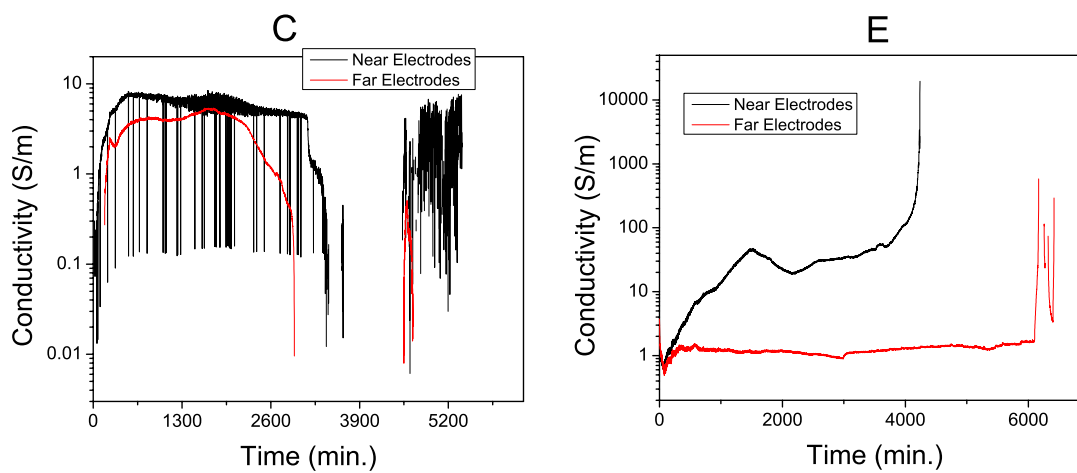 C
Near Electrodes
Far Electrodes
Conductivity (S/m)
10
1
0.1
0.01
0
1300
2600
3900
5200
Time (min.)
E
Near Electrodes
Far Electrodes
Conductivity (S/m)
10000
1000
100
10
1
0
2000
4000
6000
Time (min.)